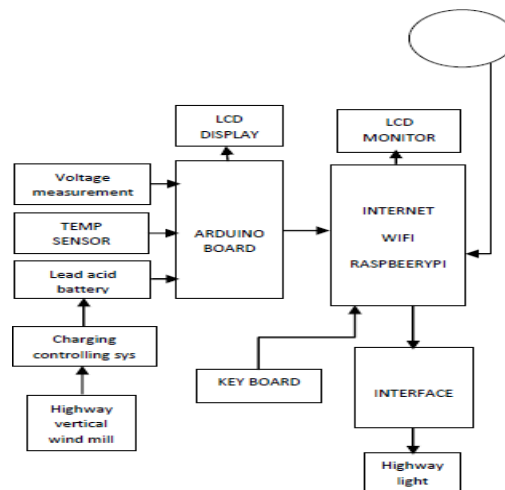 LCD
DISPLAY
LCD
MONITOR
Voltage
measurement
TEMP
SENSOR
Lead acid
battery
ARDUINO
BOARD
INTERNET
WIFI
RASPBEERYPI
Charging
controlling sys
Highway
vertical
wind mill
KEY BOARD
INTERFACE
Highway
light